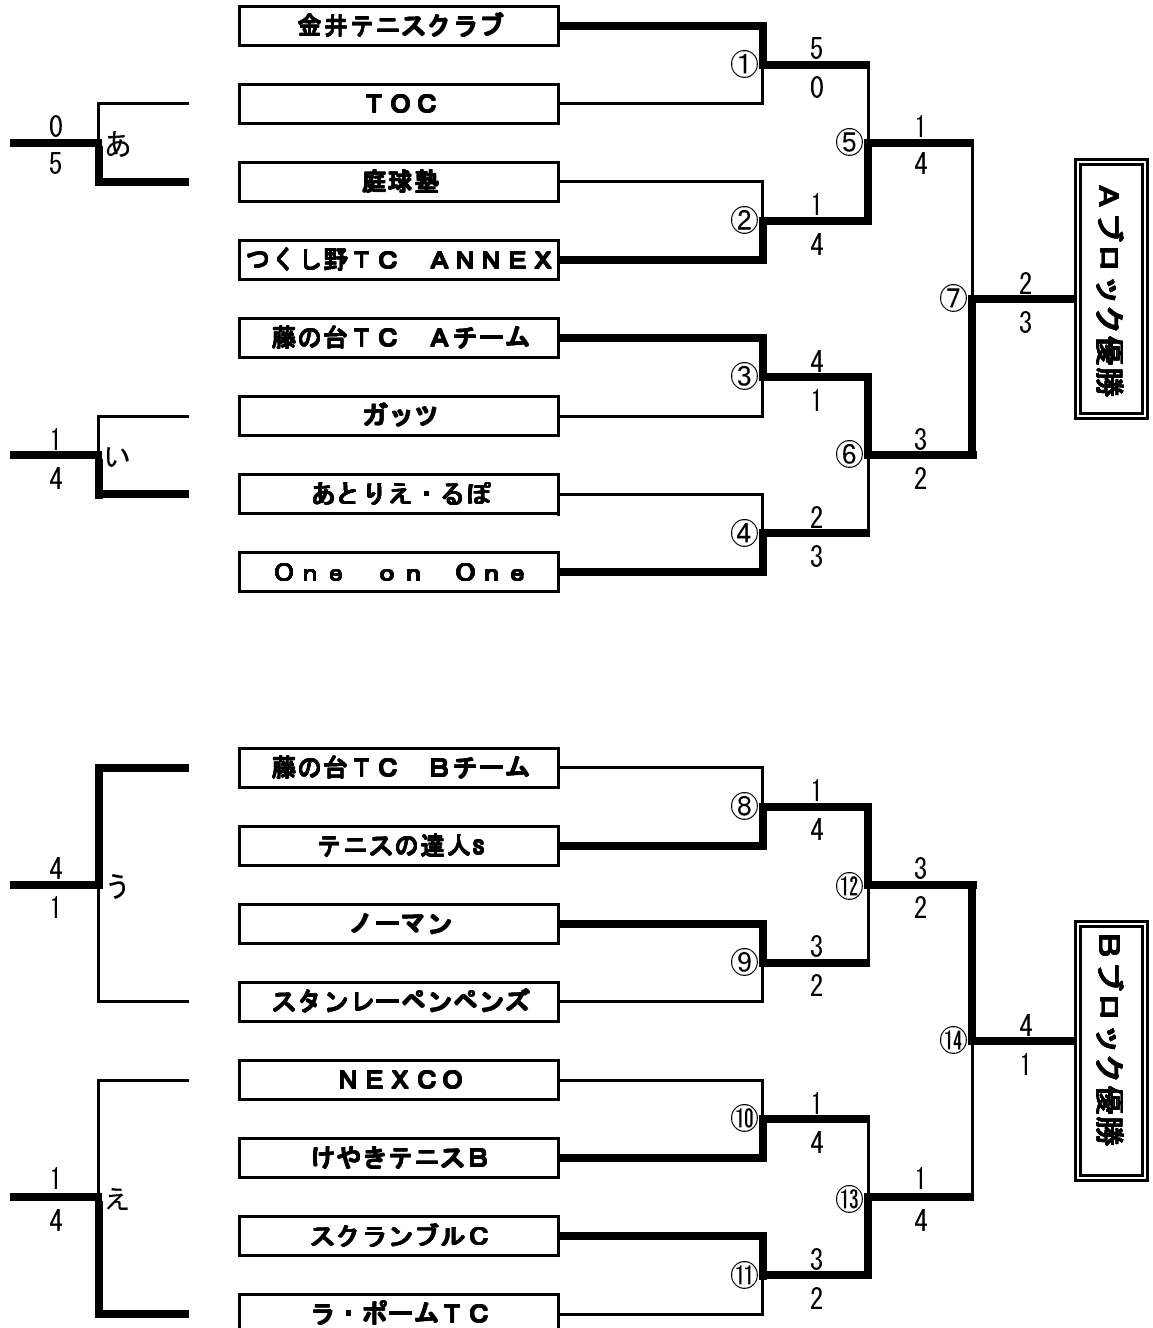 金井テニスクラブ
5
①
0
ＴＯＣ
0
あ
5
1
⑤
4
庭球塾
1
②
4
つくし野ＴＣ　ＡＮＮＥＸ
Ａブロック優勝
2
⑦
3
藤の台ＴＣ　Ａチーム
4
③
1
ガッツ
1
い
4
3
⑥
2
あとりえ・るぽ
2
④
3
Ｏｎｅ　ｏｎ　Ｏｎｅ
藤の台ＴＣ　Ｂチーム
1
⑧
4
テニスの達人s
4
う
1
3
⑫
2
ノーマン
3
⑨
2
スタンレーペンペンズ
Ｂブロック優勝
4
⑭
1
ＮＥＸＣＯ
1
⑩
4
けやきテニスＢ
1
え
4
1
⑬
4
スクランブルＣ
3
⑪
2
ラ・ポームＴＣ